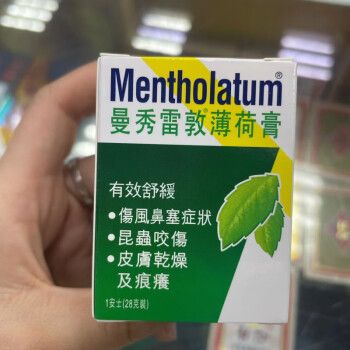 Mentholatum®
曼秀雷敦薄荷膏
有效舒緩
•傷風鼻塞症狀
•昆蟲咬傷
•皮膚乾燥
及痕癢
1安士(28克裝)